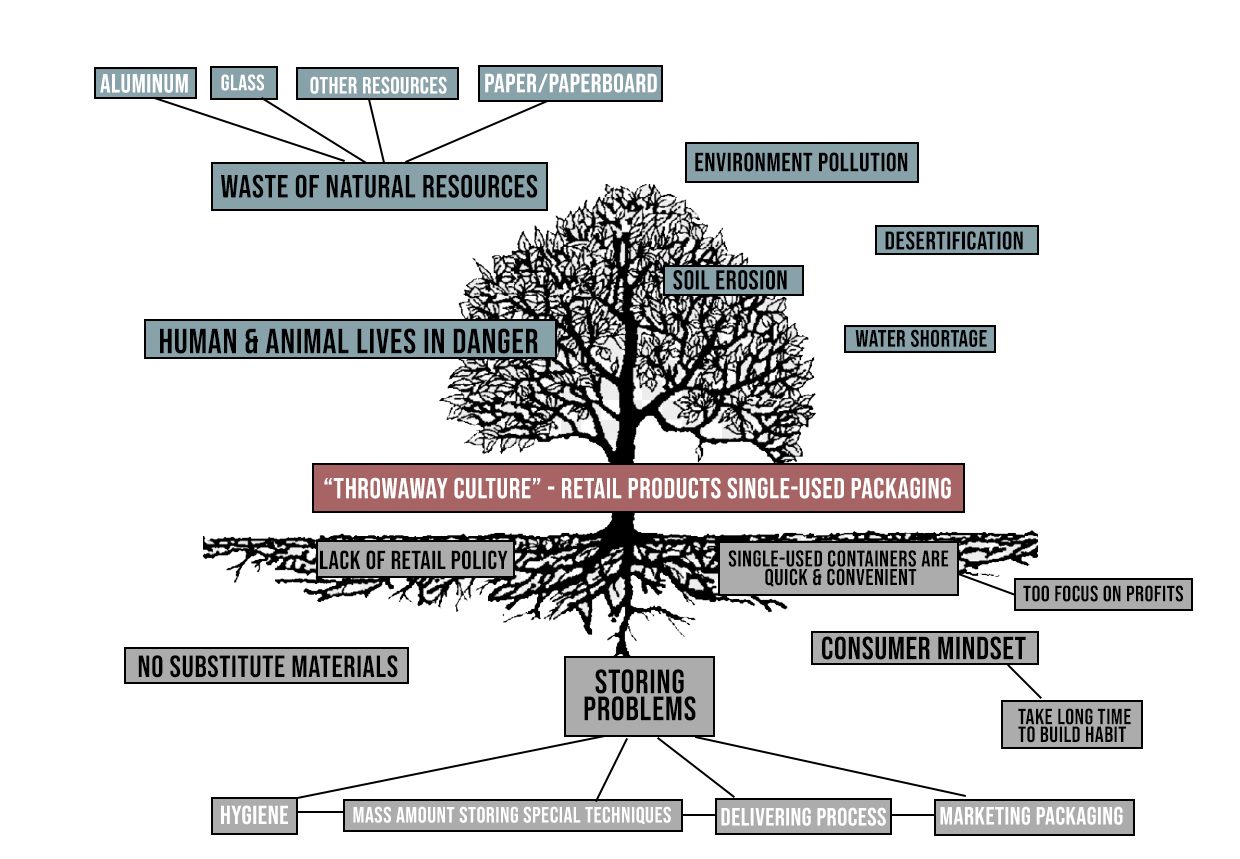 ALUMINUM
GLASS
OTHER RESOURCES
PAPER/PAPERBOARD
ENVIRONMENT POLLUTION
WASTE OF NATURAL RESOURCES
DESERTIFICATION
SOIL EROSION
HUMAN & ANIMAL LIVES IN DANGER
WATER SHORTAGE
“THROWAWAY CULTURE” - RETAIL PRODUCTS SINGLE-USED PACKAGING
LACK OF RETAIL POLICY
SINGLE-USED CONTAINERS ARE
QUICK & CONVENIENT
TOO FOCUS ON PROFITS
CONSUMER MINDSET
NO SUBSTITUTE MATERIALS
STORING
PROBLEMS
TAKE LONG TIME
TO BUILD HABIT
HYGIENE
MASS AMOUNT STORING SPECIAL TECHNIQUES
DELIVERING PROCESS
MARKETING PACKAGING